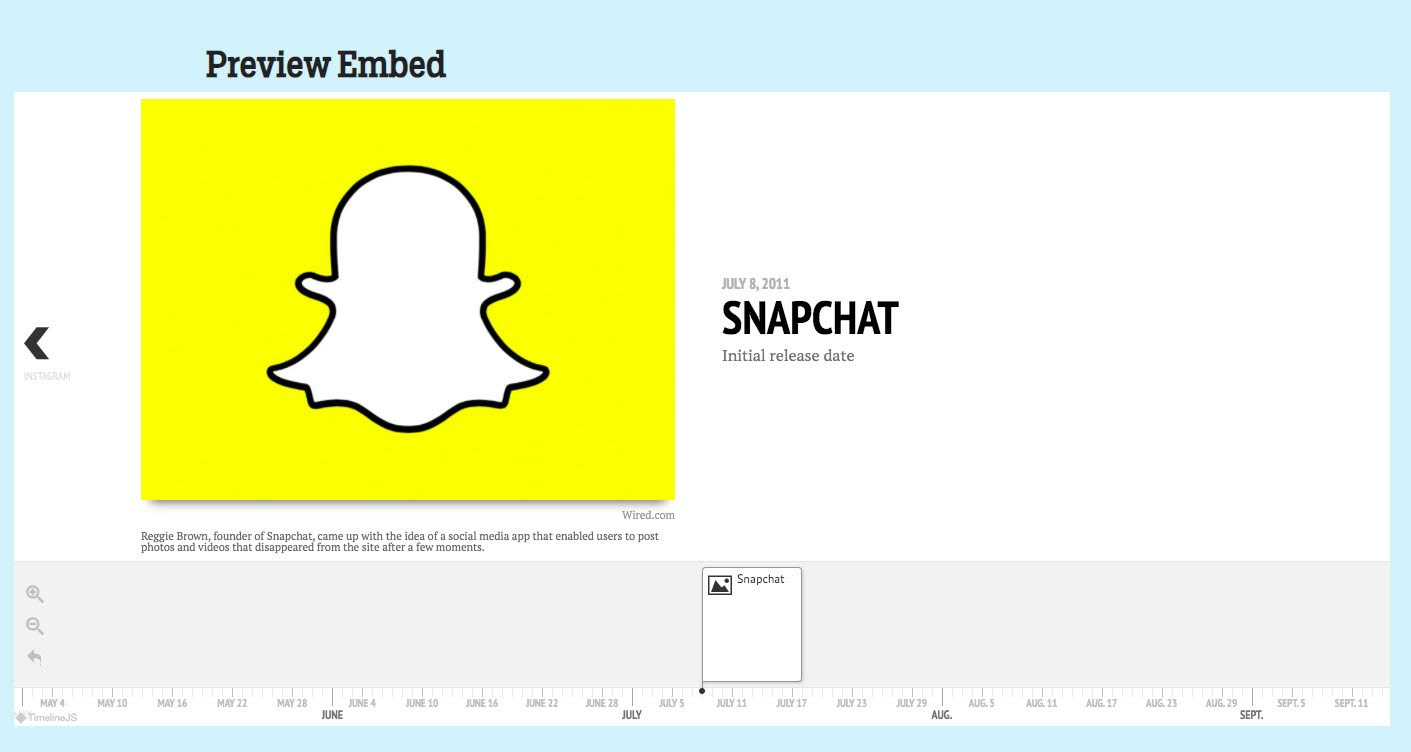 Preview Embed
JULY 8, 2011
SNAPCHAT
Initial release date
INSTAGRAM
Wired.com
Reggie Brown, founder of Snapchat, came up with the idea of a social media app that enabled users to post
photos and videos that disappeared from the site after a few moments.
Snapchat
MAY 4 MAY 10 MAY 16 MAY 22 MAY 28 JUNE 4 JUNE 10 JUNE 16 JUNE 22 JUNE 28 JULY 5 JULY 11 JULY 17 JULY 23 JULY 29 AUG. 5 AUG. 11 AUG. 17 AUG. 23 AUG. 29 SEPT. 5 SEPT. 11
JUNE JULY AUG. SEPT.
TimelineJS